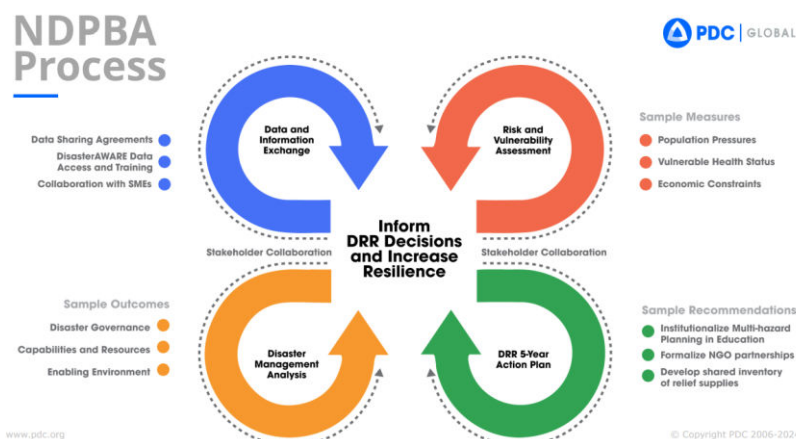 NDPBA
Process
PDC | GLOBAL
Data Sharing Agreements
DisasterAWARE Data
Access and Training
Collaboration with SMEs
Data and
Information
Exchange
Risk and
Vulnerability
Assessment
Sample Measures
Population Pressures
Vulnerable Health Status
Economic Constraints
Inform
DRR Decisions
and Increase
Resilience
Stakeholder Collaboration
Stakeholder Collaboration
Sample Outcomes
Disaster Governance
Capabilities and Resources
Enabling Environment
Disaster
Management
Analysis
DRR 5-Year
Action Plan
Sample Recommendations
Institutionalize Multi-hazard
Planning in Education
Formalize NGO partnerships
Develop shared inventory
of relief supplies
www.pdc.org
© Copyright PDC